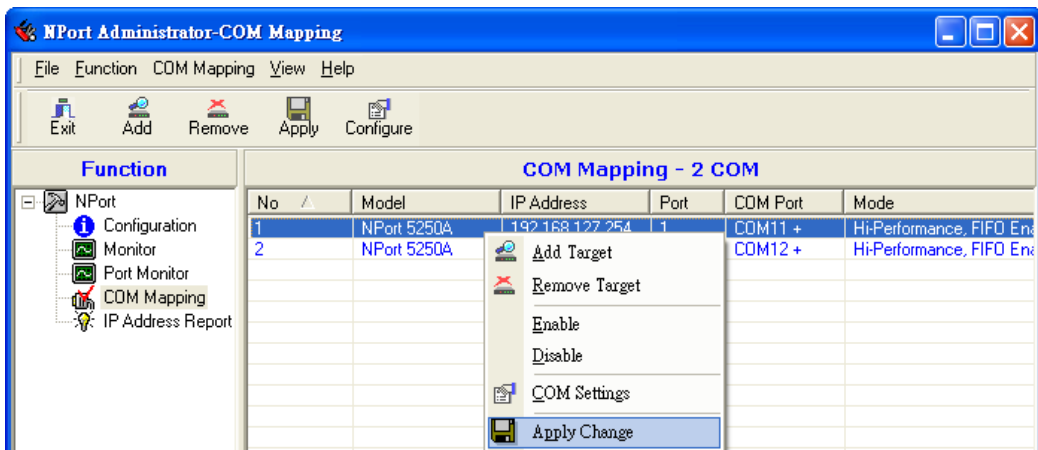 NPort Administrator-COM Mapping
File Function COM Mapping View Help
Exit Add Remove Apply Configure
Function
COM Mapping - 2 COM
NPort
Configuration
Monitor
Port Monitor
COM Mapping
IP Address Report
No Model IP Address Port COM Port Mode
1 NPort 5250A 192.168.127.254 1 COM11 + Hi-Performance, FIFO Ena
2 NPort 5250A COM12 + Hi-Performance, FIFO Ena
Add Target
Remove Target
Enable
Disable
COM Settings
Apply Change